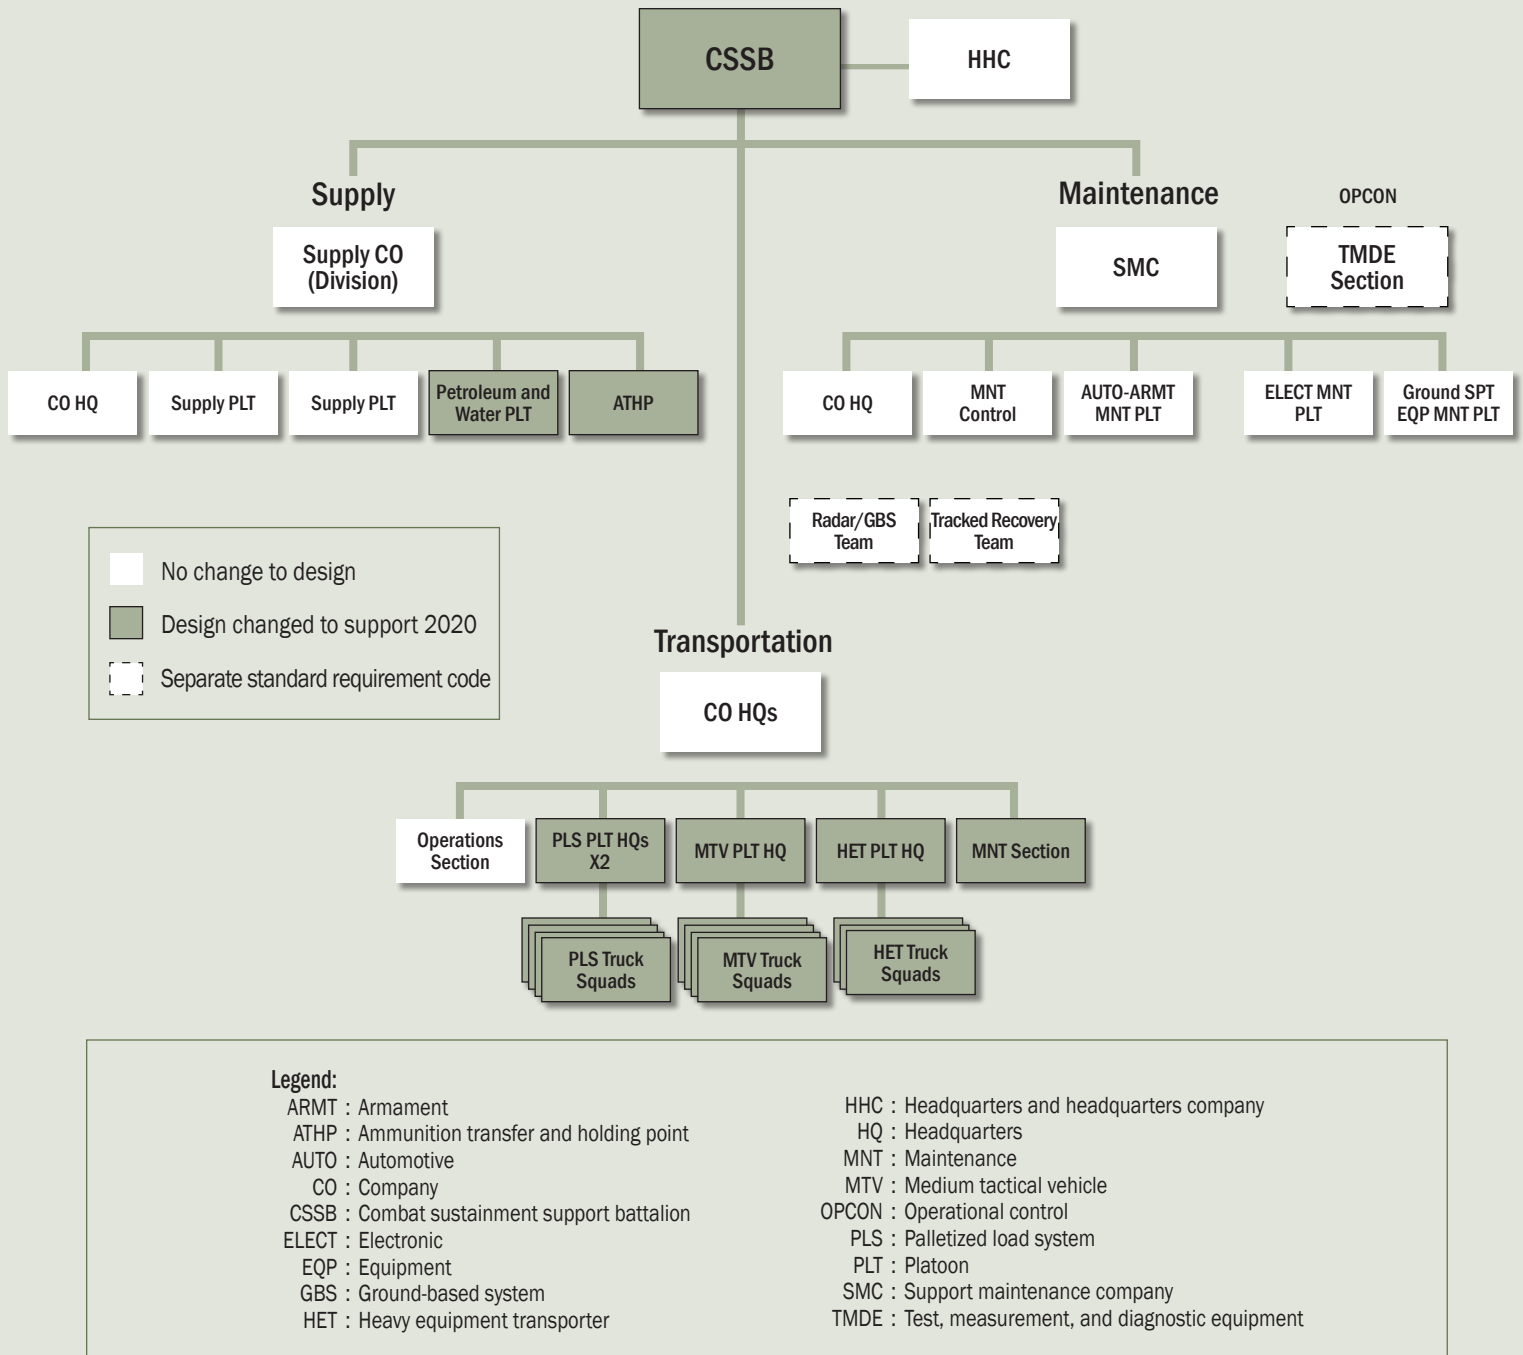 CSSB
HHC
Supply
Maintenance
OPCON
Supply CO
(Division)
SMC
TMDE
Section
CO HQ
Supply PLT
Supply PLT
Petroleum and
Water PLT
ATHP
CO HQ
MNT
Control
AUTO-ARMT
MNT PLT
ELECT MNT
PLT
Ground SPT
EQP MNT PLT
Radar/GBS
Team
Tracked Recovery
Team
No change to design
Design changed to support 2020
Separate standard requirement code
Transportation
CO HQs
Operations
Section
PLS PLT HQs
X2
MTV PLT HQ
HET PLT HQ
MNT Section
PLS Truck
Squads
MTV Truck
Squads
HET Truck
Squads
Legend:
ARMT : Armament
ATHP : Ammunition transfer and holding point
AUTO : Automotive
CO : Company
CSSB : Combat sustainment support battalion
ELECT : Electronic
EQP : Equipment
GBS : Ground-based system
HET : Heavy equipment transporter
HHC : Headquarters and headquarters company
HQ : Headquarters
MNT : Maintenance
MTV : Medium tactical vehicle
OPCON : Operational control
PLS : Palletized load system
PLT : Platoon
SMC : Support maintenance company
TMDE : Test, measurement, and diagnostic equipment